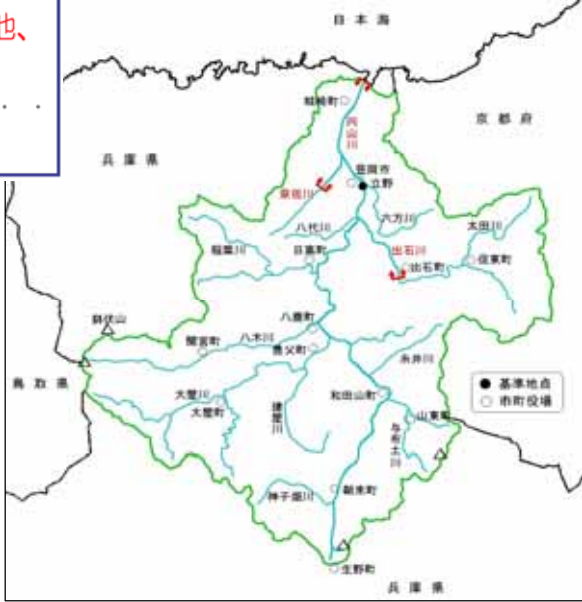 他、
. .
日本海
城崎町
円山川
京都府
兵庫県
豊岡市
立野
奈佐川
六方川
八代川
太田川
稲葉川
出石川
日高町
出石町
但東町
鉢伏山
八鹿町
関宮町
八木川
養父町
糸井川
鳥取県
大屋川
大屋町
建屋川
和田山町
山東町
与布土川
● 基準地点
○ 市町役場
朝来町
神子畑川
生野町
兵庫県